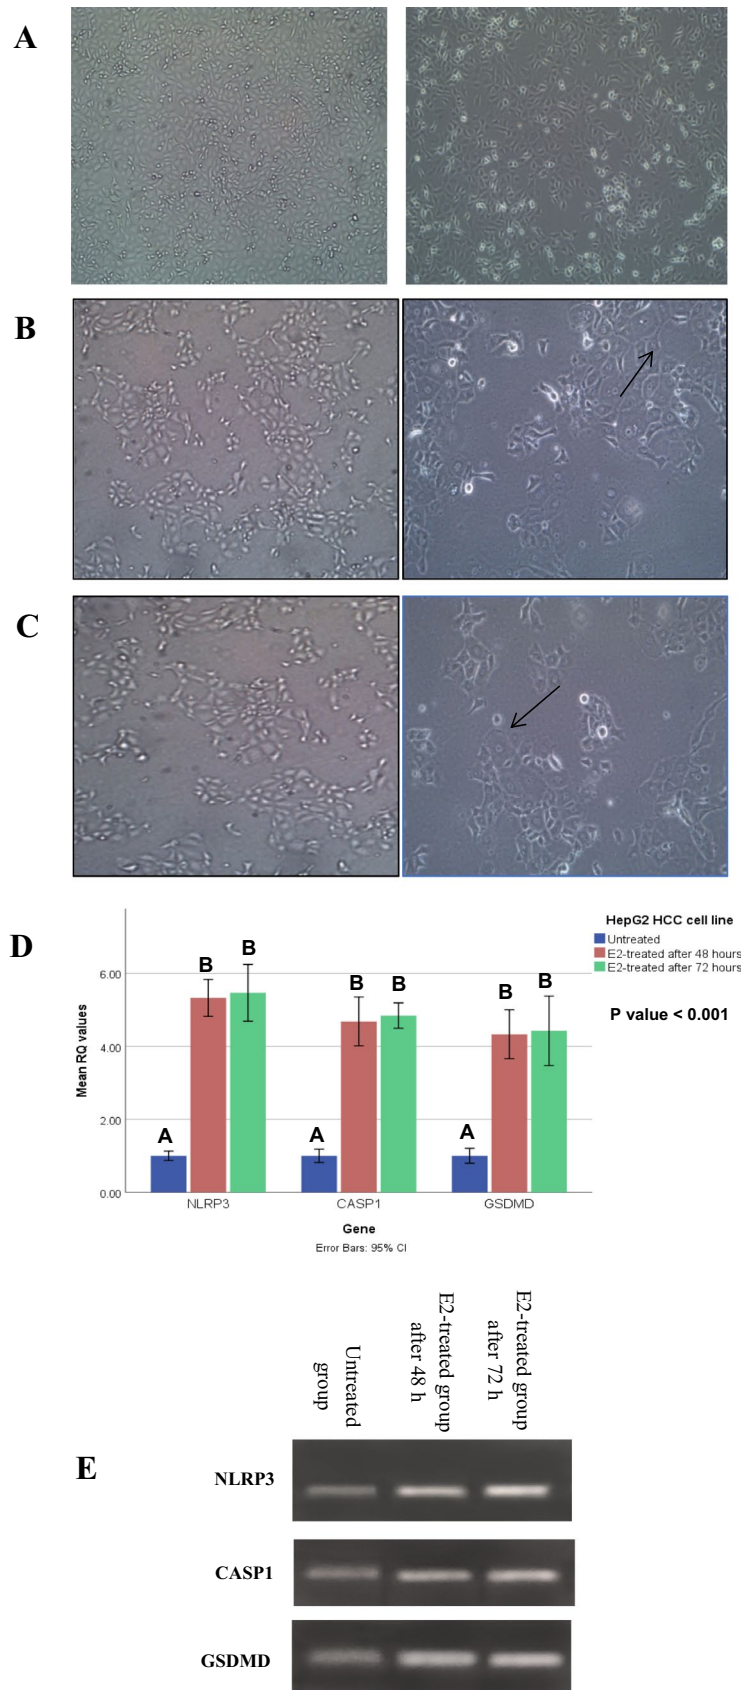 A
B
C
D
HepG2 HCC cell line
Untreated
E2-treated after 48 hours
E2-treated after 72 hours
P value < 0.001
Mean RQ values
6.00
4.00
2.00
0.00
A
B
B
A
B
B
A
B
B
NLRP3
CASP1
GSDMD
Gene
Error Bars: 95% CI
Untreated
group
E2-treated group
after 48 h
E2-treated group
after 72 h
E
NLRP3
CASP1
GSDMD